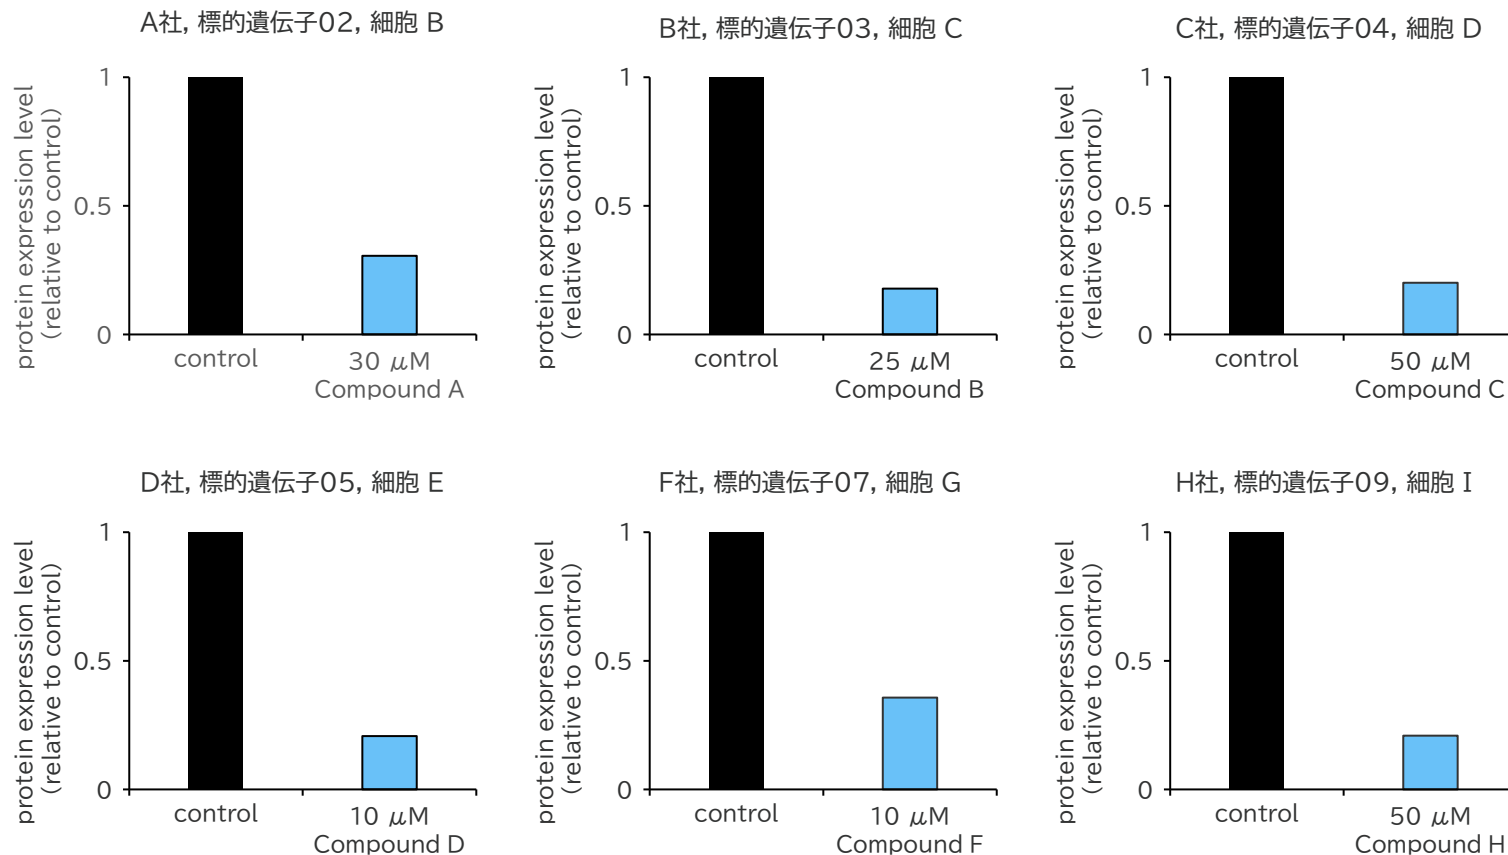 A社, 標的遺伝子02, 細胞 B
protein expression level
(relative to control)
1
0.5
0
control
30 μM
Compound A
B社, 標的遺伝子03, 細胞 C
protein expression level
(relative to control)
1
0.5
0
control
25 μM
Compound B
C社, 標的遺伝子04, 細胞 D
protein expression level
(relative to control)
1
0.5
0
control
50 μM
Compound C
D社, 標的遺伝子05, 細胞 E
protein expression level
(relative to control)
1
0.5
0
control
10 μM
Compound D
F社, 標的遺伝子07, 細胞 G
protein expression level
(relative to control)
1
0.5
0
control
10 μM
Compound F
H社, 標的遺伝子09, 細胞 I
protein expression level
(relative to control)
1
0.5
0
control
50 μM
Compound H